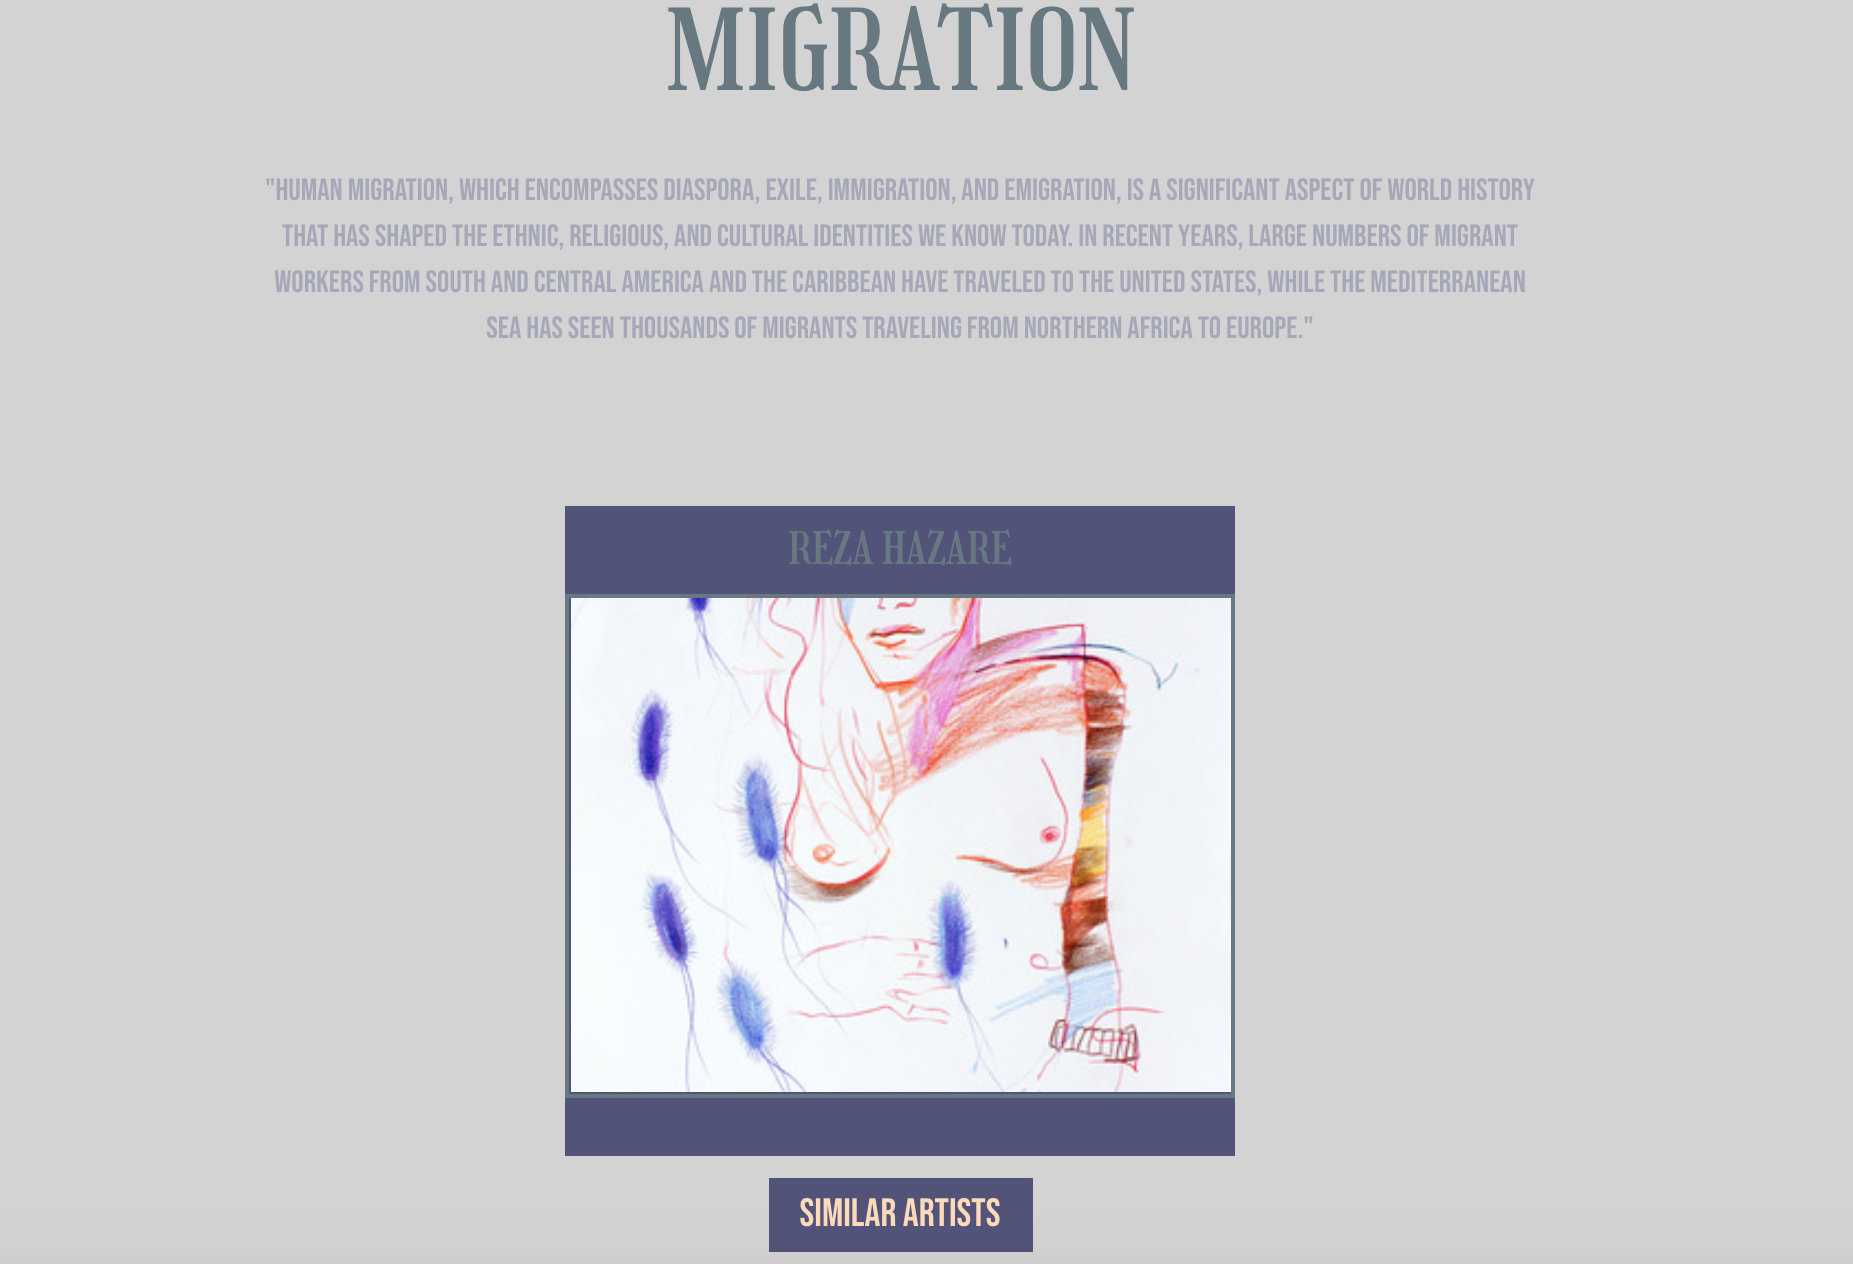 MIGRATION
"HUMAN MIGRATION, WHICH ENCOMPASSES DIASPORA, EXILE, IMMIGRATION, AND EMIGRATION, IS A SIGNIFICANT ASPECT OF WORLD HISTORY
THAT HAS SHAPED THE ETHNIC, RELIGIOUS, AND CULTURAL IDENTITIES WE KNOW TODAY. IN RECENT YEARS, LARGE NUMBERS OF MIGRANT
WORKERS FROM SOUTH AND CENTRAL AMERICA AND THE CARIBBEAN HAVE TRAVELED TO THE UNITED STATES, WHILE THE MEDITERRANEAN
SEA HAS SEEN THOUSANDS OF MIGRANTS TRAVELING FROM NORTHERN AFRICA TO EUROPE."
REZA HAZARE
SIMILAR ARTISTS